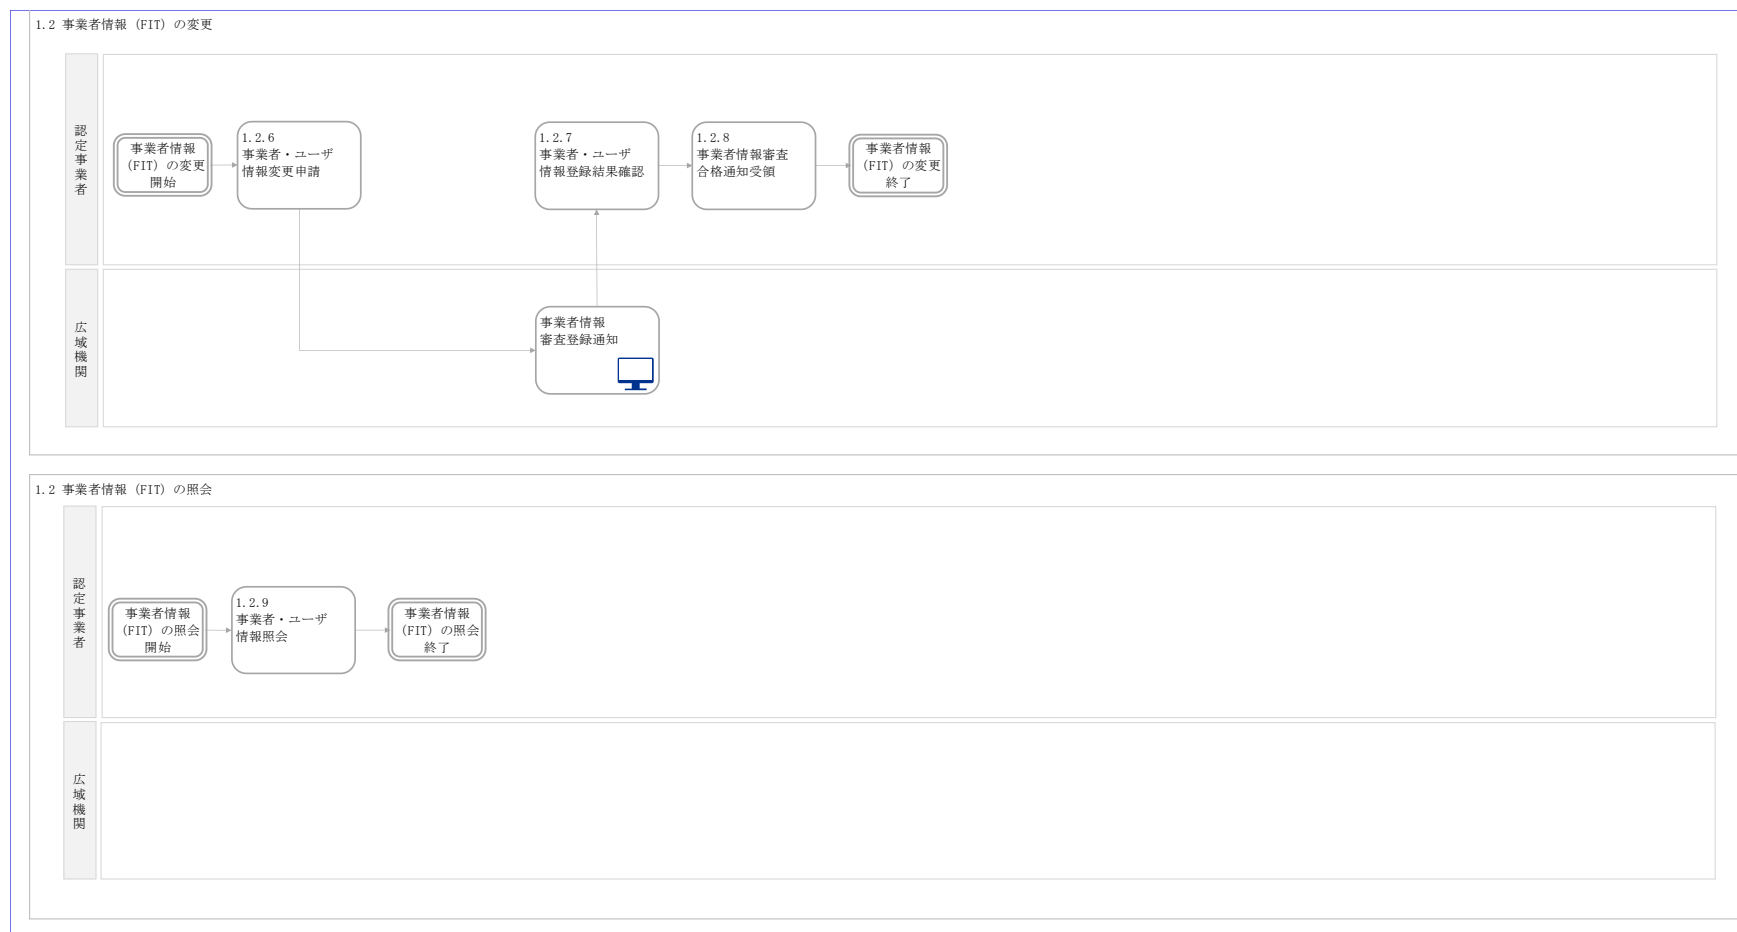 1.2 事業者情報（FIT）の変更
認定事業者
事業者情報
（FIT）の変更
開始
1.2.6
事業者・ユーザ
情報変更申請
1.2.7
事業者・ユーザ
情報登録結果確認
1.2.8
事業者情報審査
合格通知受領
事業者情報
（FIT）の変更
終了
広域機関
事業者情報
審査登録通知
1.2 事業者情報（FIT）の照会
認定事業者
事業者情報
（FIT）の照会
開始
1.2.9
事業者・ユーザ
情報照会
事業者情報
（FIT）の照会
終了
広域機関